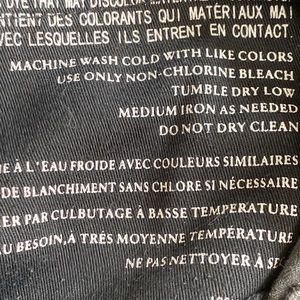 DYE THAT MAY DISCOLOR
TIENT DES COLORANTS QUI MATÉRIAUX MAI
VEC LESQUELLES ILS ENTRENT EN CONTACT.
MACHINE WASH COLD WITH LIKE COLORS
USE ONLY NON-CHLORINE BLEACH
TUMBLE DRY LOW
MEDIUM IRON AS NEEDED
DO NOT DRY CLEAN
E À L'EAU FROIDE AVEC COULEURS SIMILAIRES
DE BLANCHIMENT SANS CHLORE SI NÉCESSAIRE
ER PAR CULBUTAGE À BASSE TEMPERATURE
U BESOIN, À TRÉS MOYENNE TEMPÉRATURE
NE PAS NETTOYER À SE